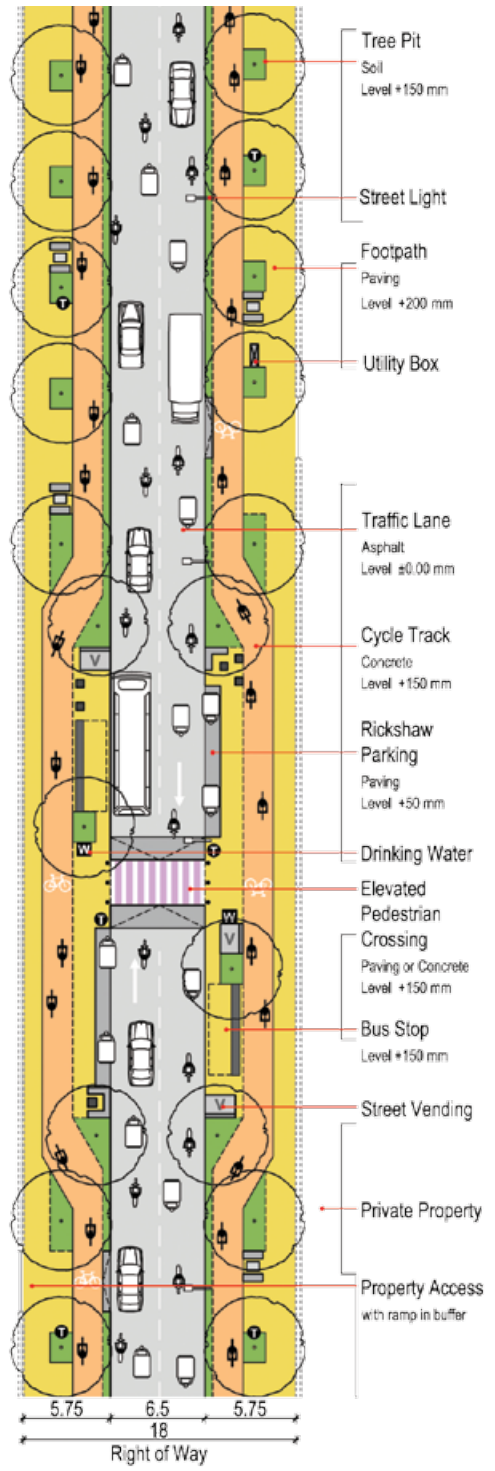 Tree Pit
Soil
Level +150 mm
T
Street Light
Footpath
Paving
Level +200 mm
T
Utility Box
Traffic Lane
Asphalt
Level ±0.00 mm
Cycle Track
Concrete
Level +150 mm
V
Rickshaw
Parking
Paving
Level +50 mm
W
T
Drinking Water
Elevated
Pedestrian
Crossing
Paving or Concrete
Level +150 mm
T
W
V
Bus Stop
Level +150 mm
V
Street Vending
Private Property
Property Access
with ramp in buffer
T
T
5.75 6.5 5.75
18
Right of Way